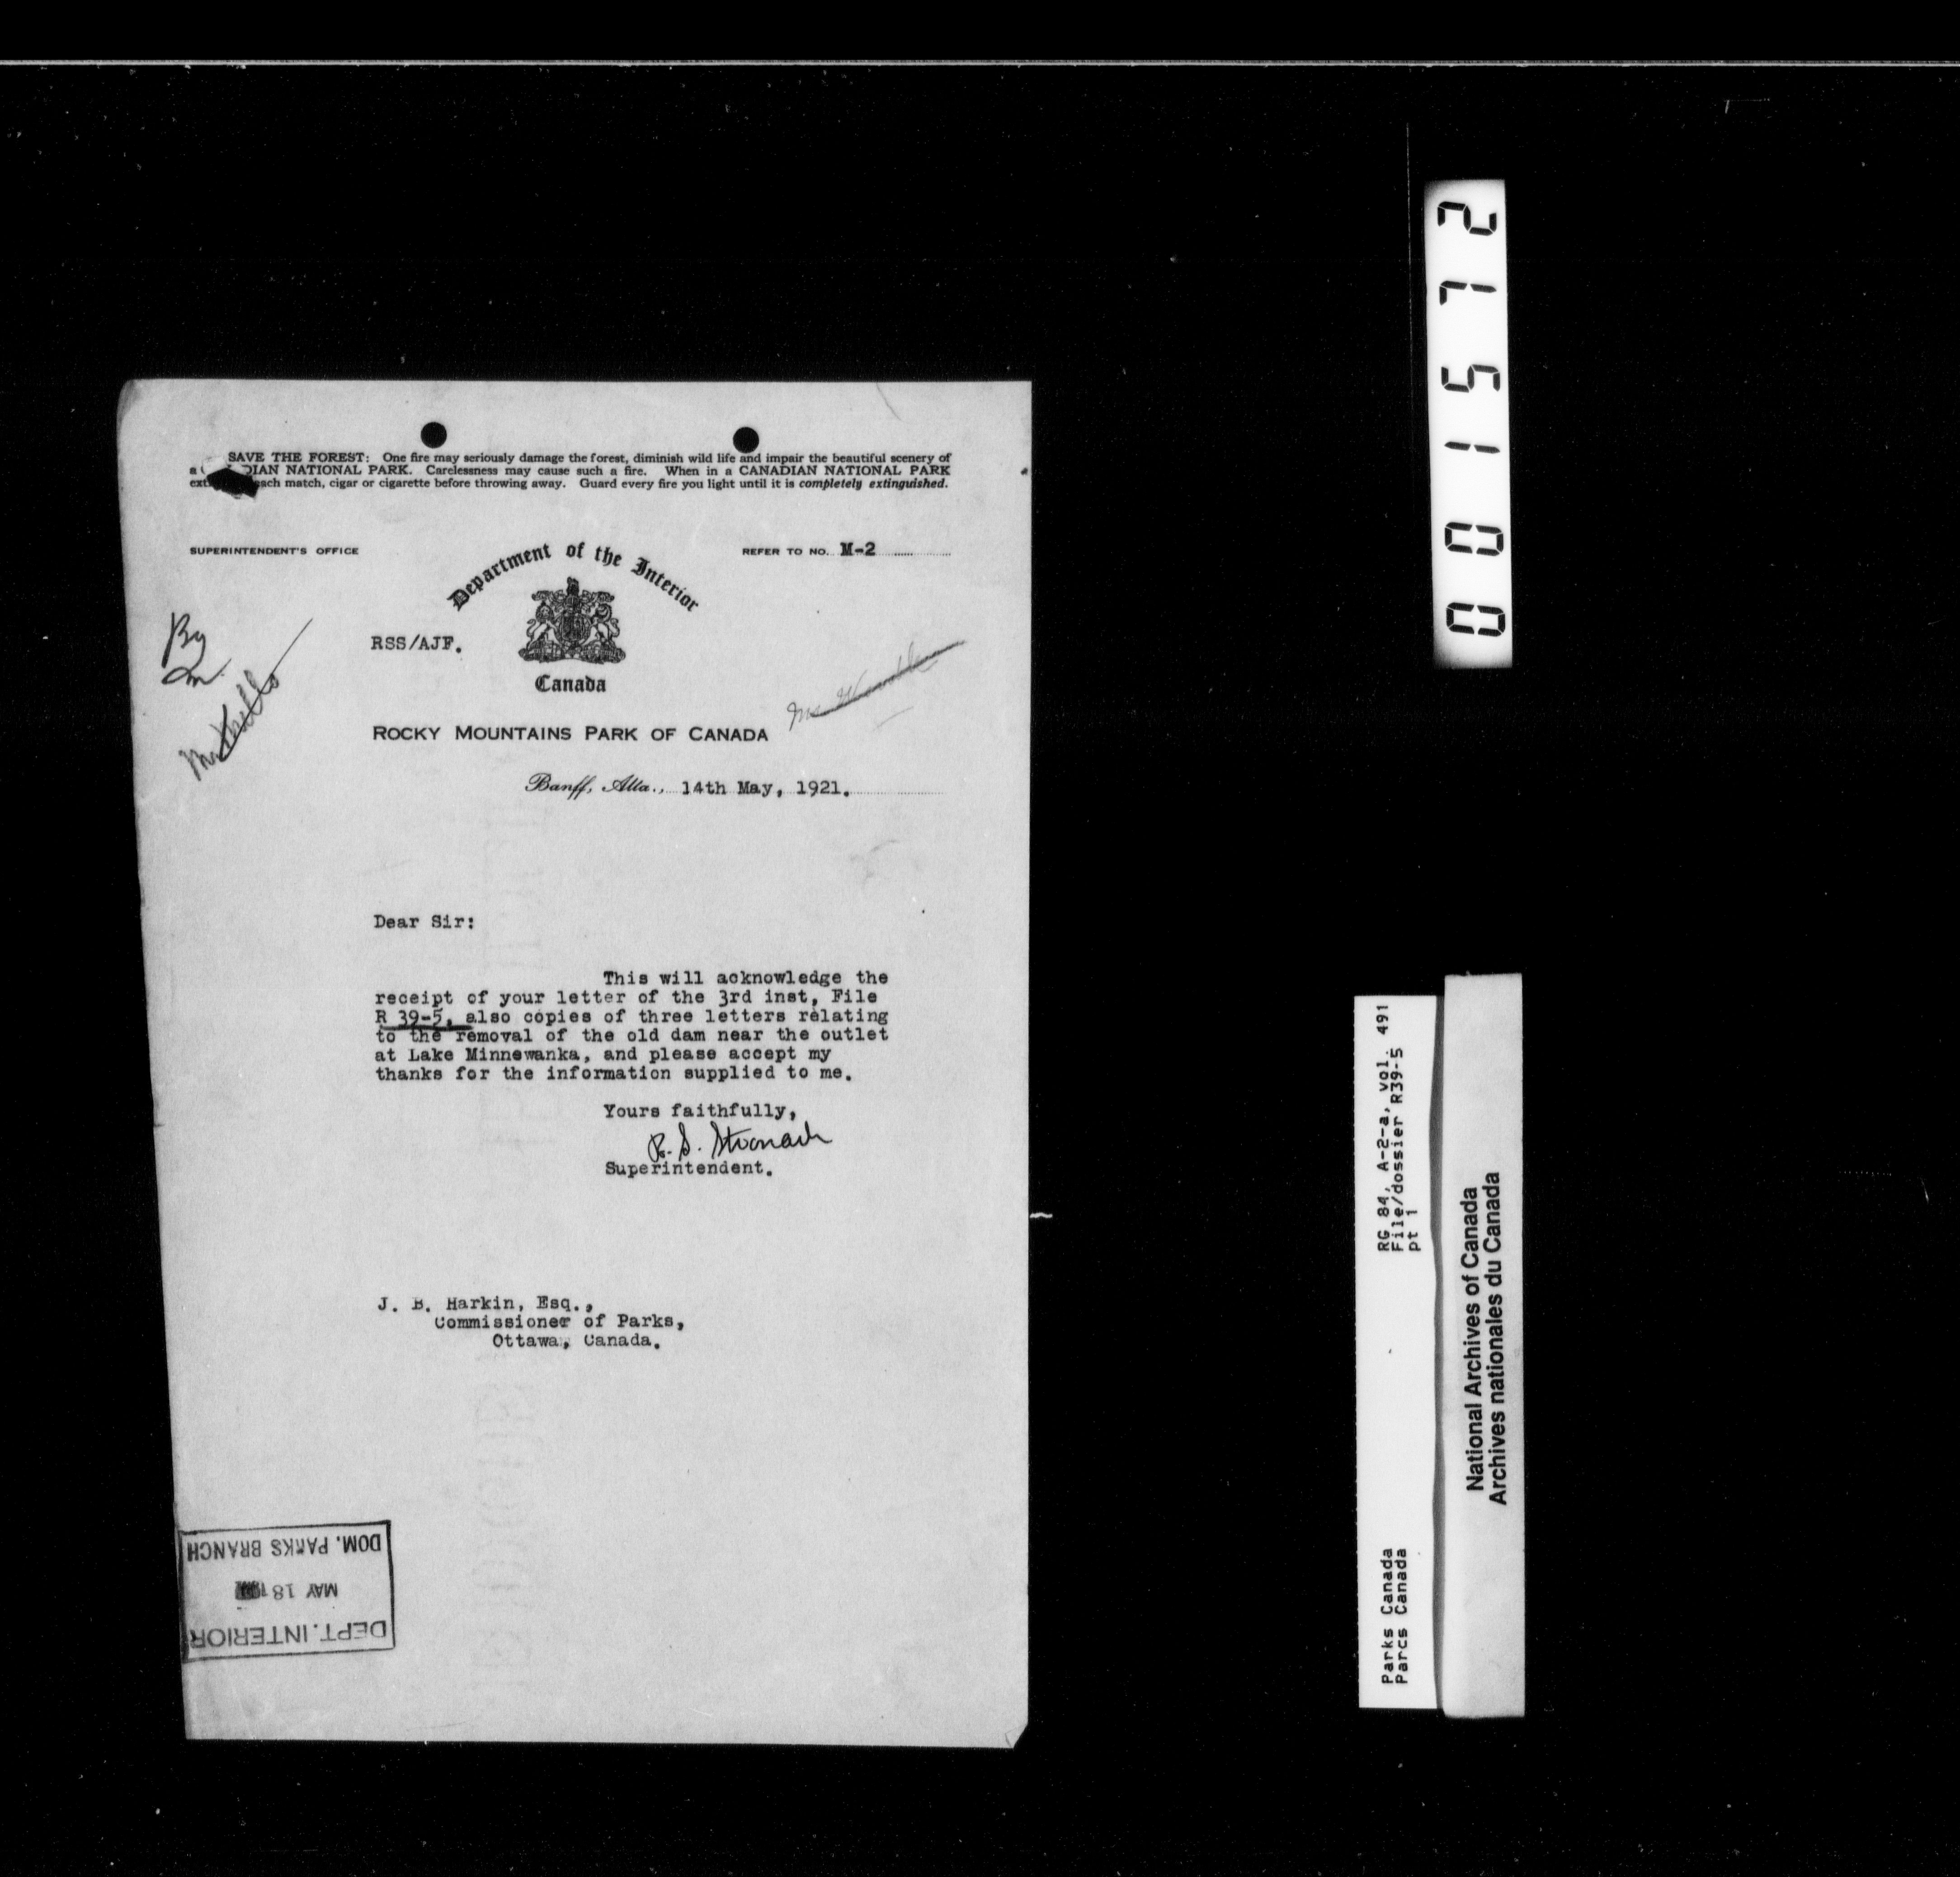 SAVE THE FOREST: One fire may seriously damage the forest, diminish wild life and impair the beautiful scenery of
a DIAN NATIONAL PARK. Carelessness may cause such a fire. When in a CANADIAN NATIONAL PARK
each match, cigar or cigarette before throwing away. Guard every fire you light until it is completely extinguished.
SUPERINTENDENT'S OFFICE
REFER TO NO. M-2
Department of the Interior
By
RSS/AJF.
Canada
ROCKY MOUNTAINS PARK OF CANADA
Banff, Alta., 14th May, 1921.
Dear Sir:
This will acknowledge the
receipt of your letter of the 3rd inst, File
R 39-5, also copies of three letters relating
to the removal of the old dam near the outlet
at Lake Minnewanka, and please accept my
thanks for the information supplied to me.
Yours faithfully,
R. S. Stronach
Superintendent.
J. B. Harkin, Esq.,
Commissioner of Parks,
Ottawa, Canada.
DEPT. INTERIOR
MAY 18
DOM. PARKS BRANCH
001572
RG 84, A-2-a, vol. 491
File/dossier R39-5
pt 1
Parks Canada
Parcs Canada
National Archives of Canada
Archives nationales du Canada